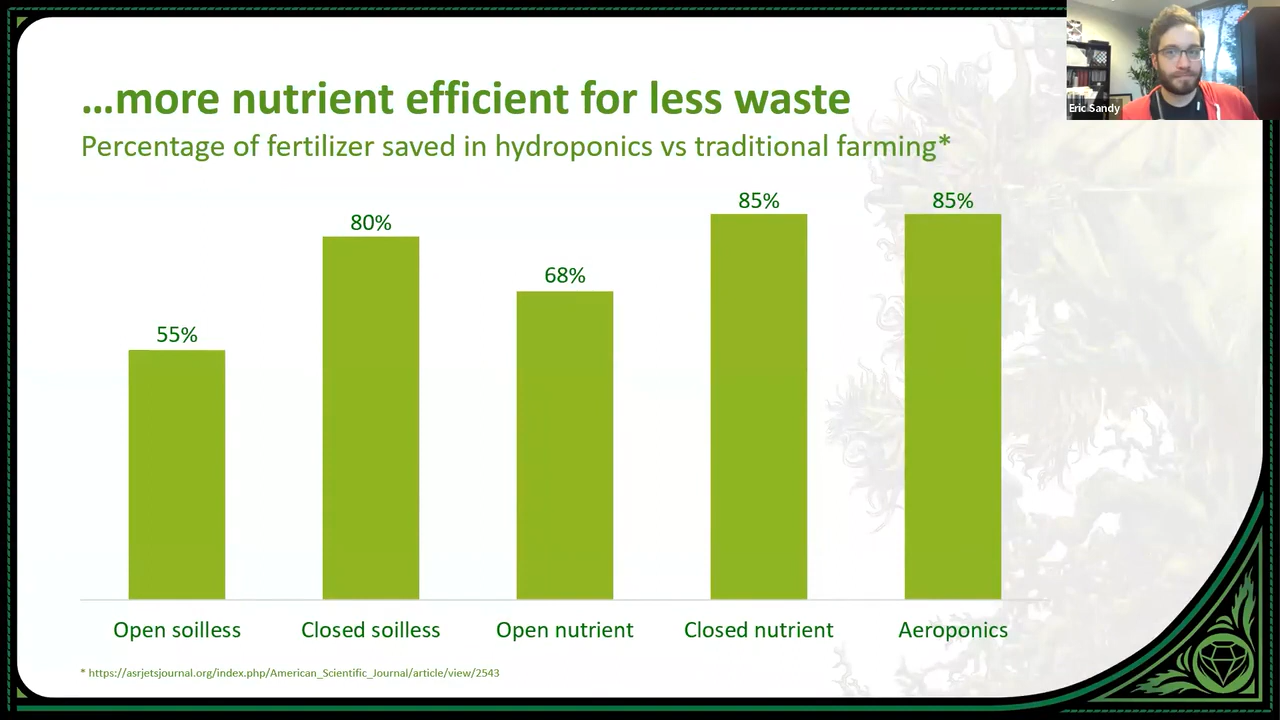 ...more nutrient efficient for less waste
Percentage of fertilizer saved in hydroponics vs traditional farming*
Eric Sandy
55%
80%
68%
85%
85%
Open soilless
Closed soilless
Open nutrient
Closed nutrient
Aeroponics
* https://asrjetsjournal.org/index.php/American_Scientific_Journal/article/view/2543